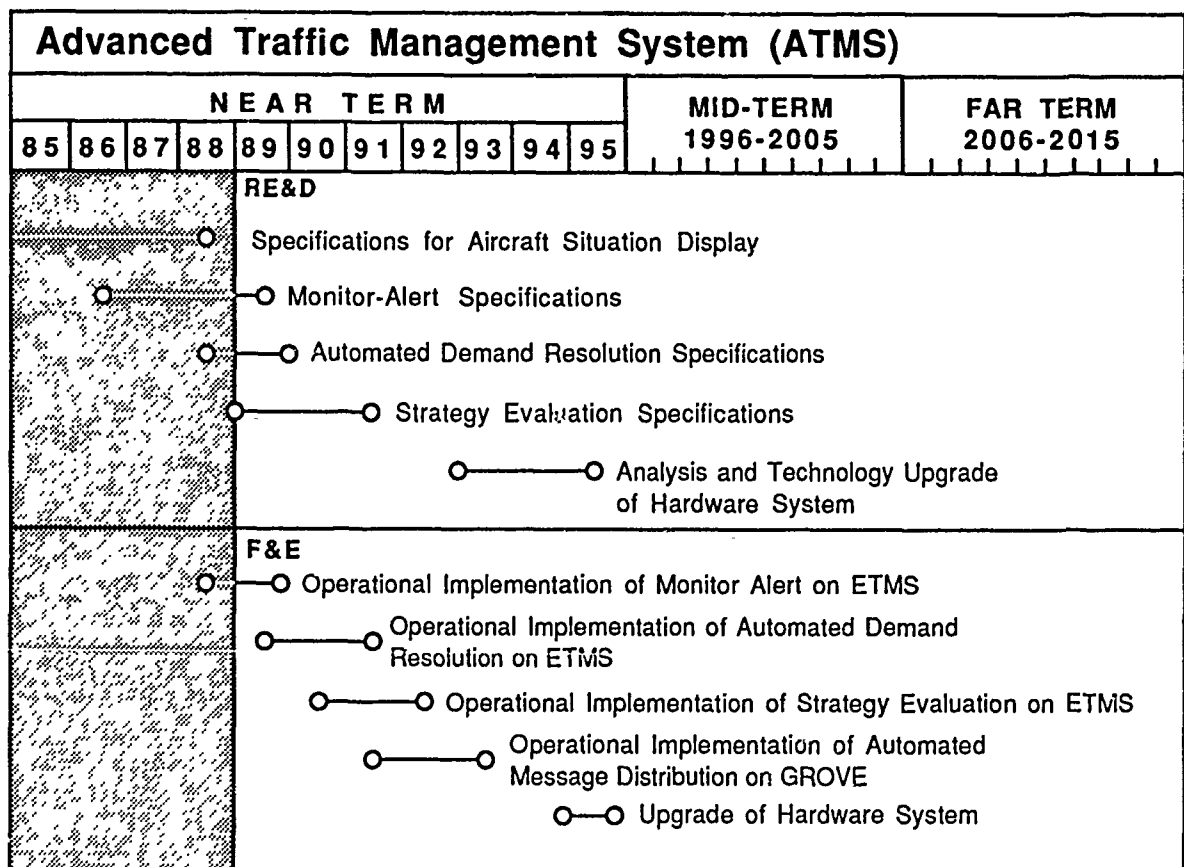 Advanced Traffic Management System (ATMS)
NEAR TERM
MID-TERM
1996-2005
FAR TERM
2006-2015
85 86 87 88 89 90 91 92 93 94 95
RE&D
Specifications for Aircraft Situation Display
Monitor-Alert Specifications
Automated Demand Resolution Specifications
Strategy Evaluation Specifications
Analysis and Technology Upgrade
of Hardware System
F&E
Operational Implementation of Monitor Alert on ETMS
Operational Implementation of Automated Demand
Resolution on ETMS
Operational Implementation of Strategy Evaluation on ETMS
Operational Implementation of Automated
Message Distribution on GROVE
Upgrade of Hardware System